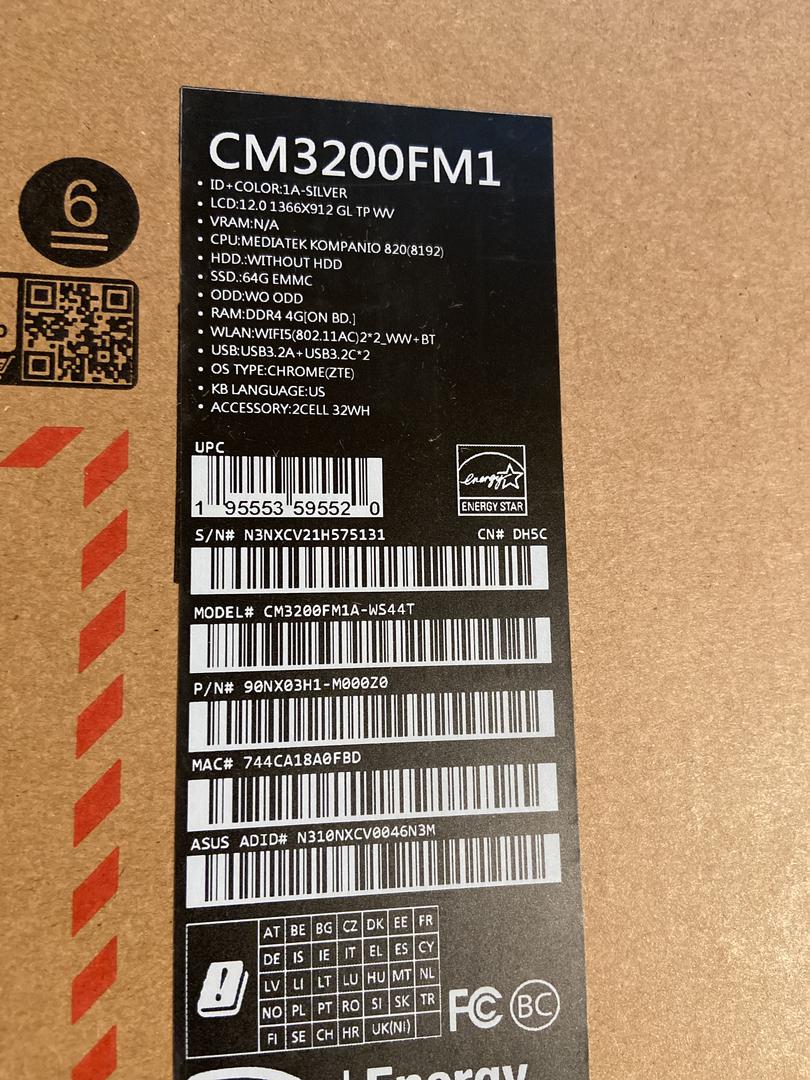 CM3200FM1
6
• ID+COLOR:1A-SILVER
• LCD:12.0 1366X912 GL TP WV
• VRAM:N/A
• CPU:MEDIATEK KOMPANIO 820(8192)
• HDD.:WITHOUT HDD
• SSD.:64G EMMC
• ODD:WO ODD
• RAM:DDR4 4G[ON BD.]
• WLAN:WIFI5(802.11AC)2*2_WW+BT
• USB:USB3.2A+USB3.2C*2
• OS TYPE:CHROME(ZTE)
• KB LANGUAGE:US
• ACCESSORY:2CELL 32WH
UPC
1 95553 59552 0
energy
ENERGY STAR
S/N# N3NXCV21H575131 CN# DH5C
MODEL# CM3200FM1A-WS44T
P/N# 90NX03H1-M000Z0
MAC# 744CA18A0FBD
ASUS ADID# N310NXCV0046N3M
AT BE BG CZ DK EE FR
DE IS IE IT EL ES CY
LV LI LT LU HU MT NL
NO PL PT RO SI SK TR
FI SE CH HR UK(NI)
FC BC
Energy